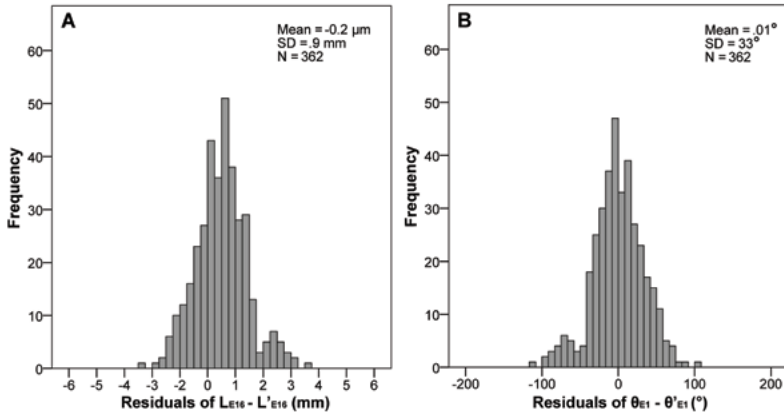 A
Mean = -0.2 µm
SD = .9 mm
N = 362
Frequency
60
50
40
30
20
10
0
-6 -5 -4 -3 -2 -1 0 1 2 3 4 5 6
Residuals of LE16 - L'E16 (mm)
B
Mean = .01°
SD = 33°
N = 362
Frequency
60
50
40
30
20
10
0
-200 -100 0 100 200
Residuals of θE1 - θ'E1 (°)